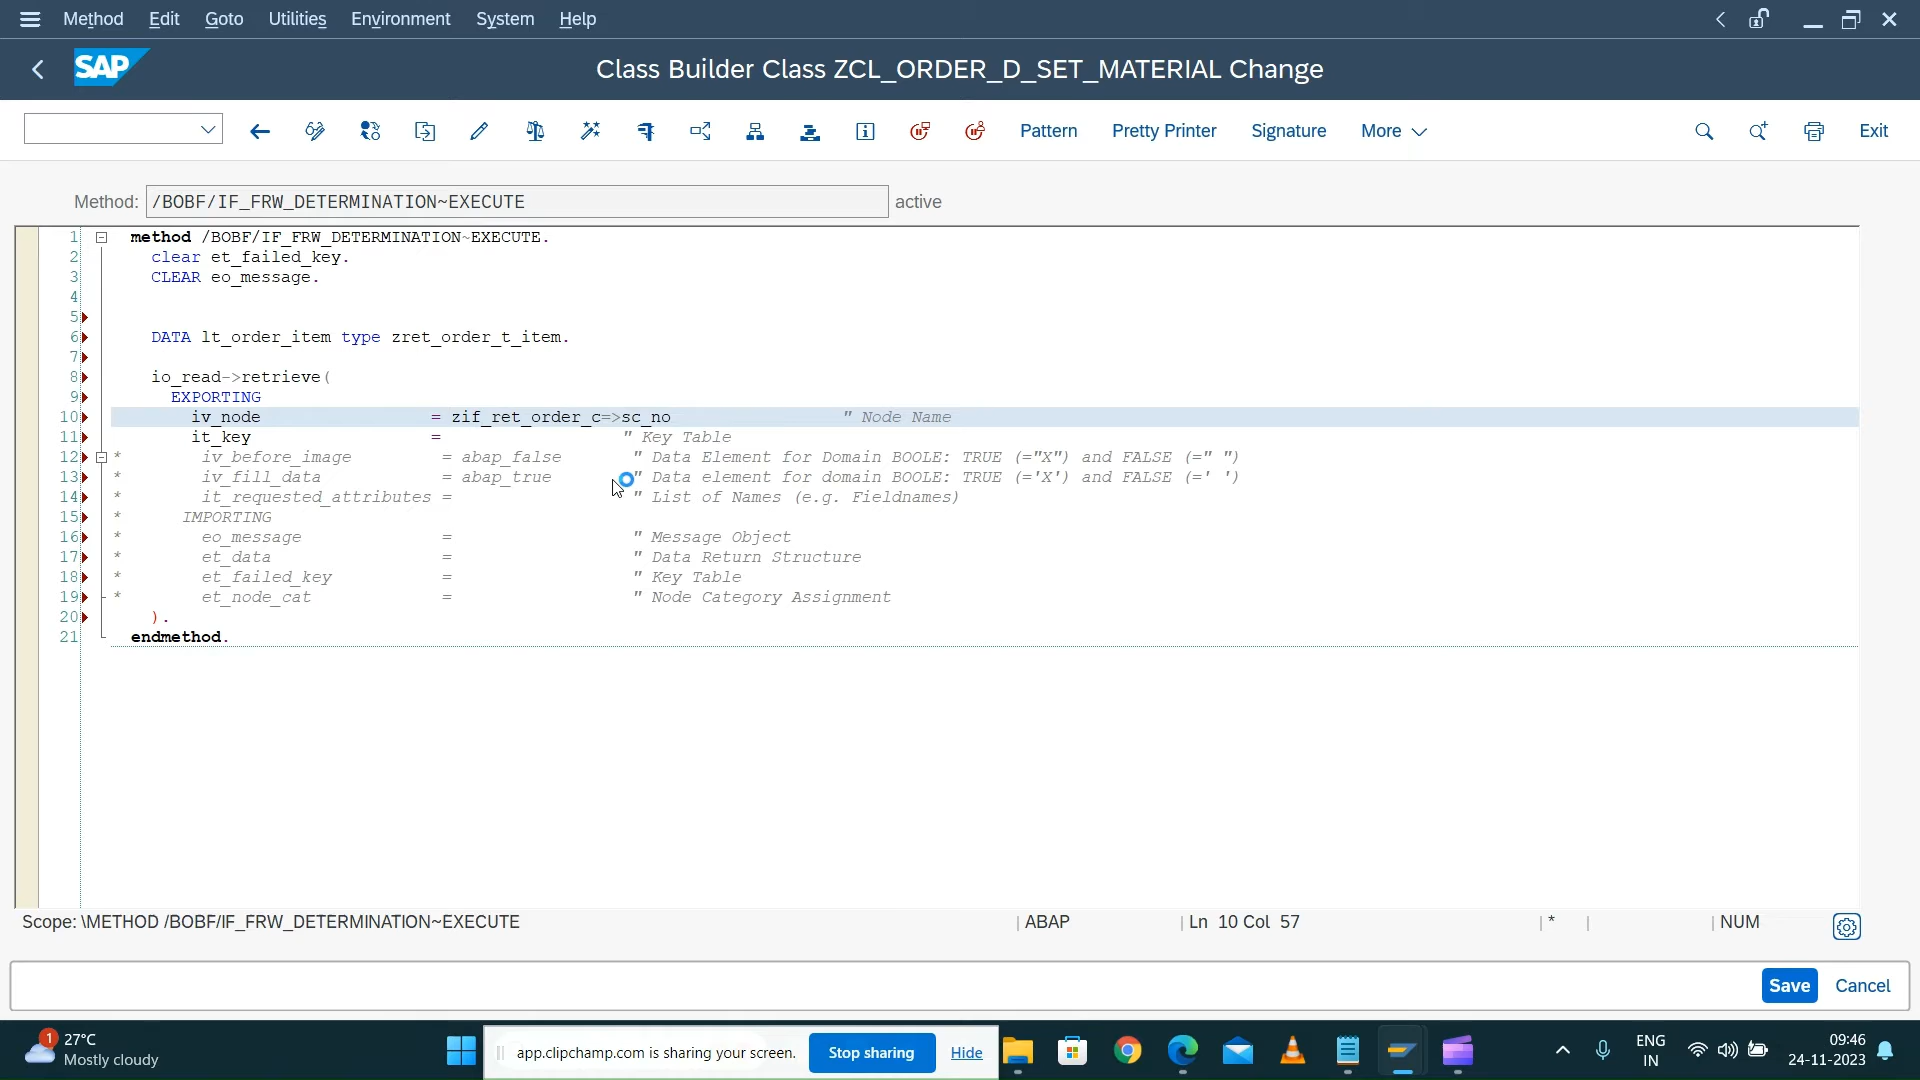 Method Edit Goto Utilities Environment System Help
SAP Class Builder Class ZCL_ORDER_D_SET_MATERIAL Change
Pattern Pretty Printer Signature More Exit
Method: /BOBF/IF_FRW_DETERMINATION~EXECUTE active
1 method /BOBF/IF_FRW_DETERMINATION~EXECUTE.
2 clear et_failed_key.
3 CLEAR eo_message.
4
5
6 DATA lt_order_item type zret_order_t_item.
7
8 io_read->retrieve(
9 EXPORTING
10 iv_node = zif_ret_order_c=>sc_no " Node Name
11 it_key = " Key Table
12 * iv_before_image = abap_false " Data Element for Domain BOOLE: TRUE (="X") and FALSE (=" ")
13 * iv_fill_data = abap_true " Data element for domain BOOLE: TRUE (='X') and FALSE (=' ')
14 * it_requested_attributes = " List of Names (e.g. Fieldnames)
15 * IMPORTING
16 * eo_message = " Message Object
17 * et_data = " Data Return Structure
18 * et_failed_key = " Key Table
19 * et_node_cat = " Node Category Assignment
20 ).
21 endmethod.
Scope: \METHOD /BOBF/IF_FRW_DETERMINATION~EXECUTE | ABAP | Ln 10 Col 57 | * | | NUM
Save Cancel
1 27°C
Mostly cloudy
app.clipchamp.com is sharing your screen. Stop sharing Hide
ENG
IN
09:46
24-11-2023